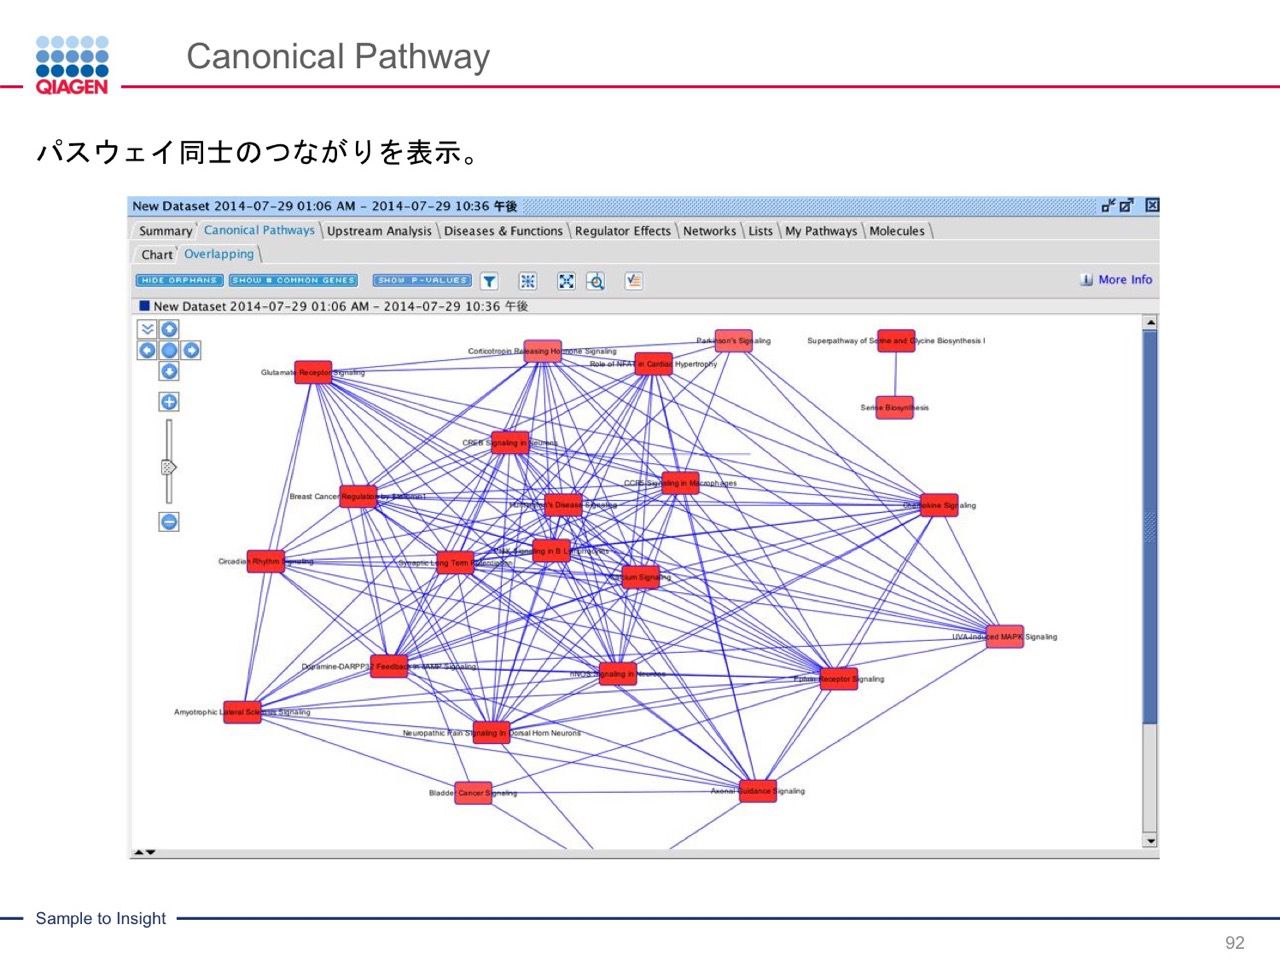 QIAGEN
Canonical Pathway
パスウェイ同士のつながりを表示。
New Dataset 2014-07-29 01:06 AM - 2014-07-29 10:36 午後
Summary Canonical Pathways Upstream Analysis Diseases & Functions Regulator Effects Networks Lists My Pathways Molecules
Chart Overlapping
HIDE ORPHANS SHOW # COMMON GENES SHOW P-VALUES More Info
New Dataset 2014-07-29 01:06 AM - 2014-07-29 10:36 午後
Parkinson's Signaling
Superpathway of Serine and Glycine Biosynthesis I
Corticotropin Releasing Hormone Signaling
Role of NFAT in Cardiac Hypertrophy
Glutamate Receptor Signaling
Serine Biosynthesis
CREB Signaling in Neurons
CCR5 Signaling in Macrophages
Breast Cancer Regulation by Stathmin1
Huntington's Disease Signaling
Chemokine Signaling
PI3K Signaling in B Lymphocytes
Circadian Rhythm Signaling
Synaptic Long Term Potentiation
Calcium Signaling
UVA-Induced MAPK Signaling
Dopamine-DARPP32 Feedback in cAMP Signaling
nNOS Signaling in Neurons
Ephrin Receptor Signaling
Amyotrophic Lateral Sclerosis Signaling
Neuropathic Pain Signaling In Dorsal Horn Neurons
Bladder Cancer Signaling
Axonal Guidance Signaling
Sample to Insight
92